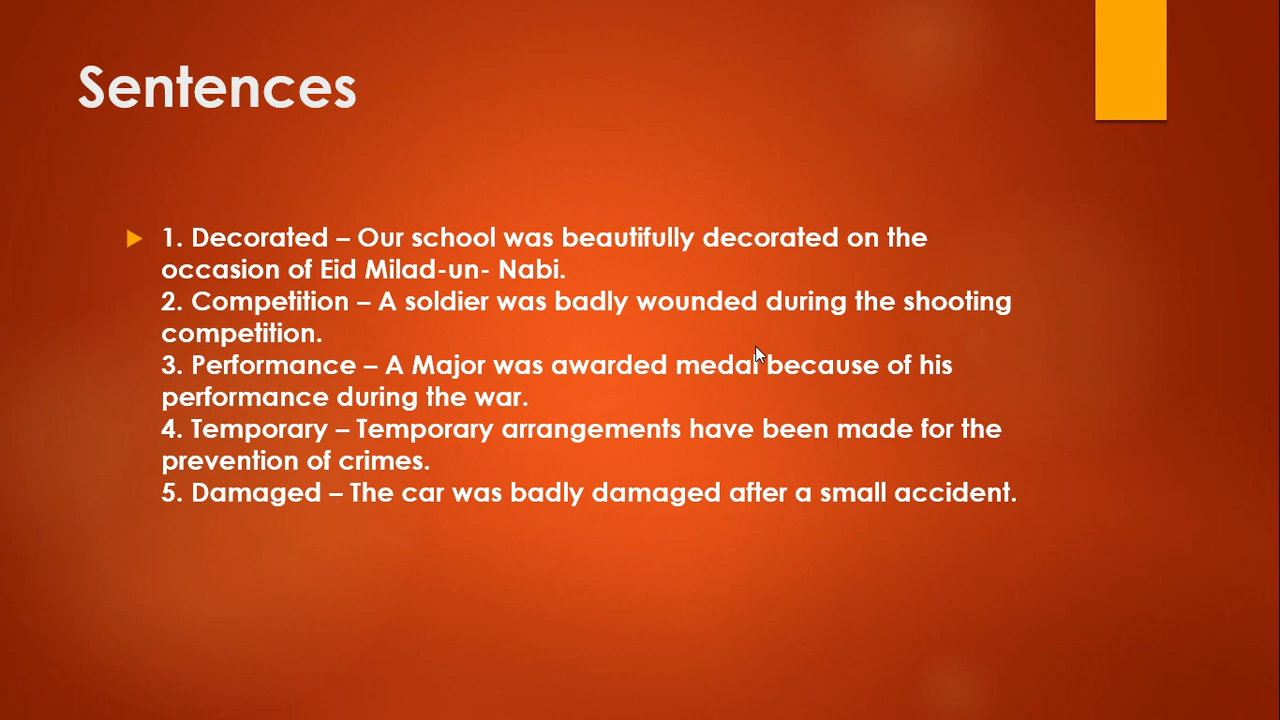 Sentences
1. Decorated – Our school was beautifully decorated on the
occasion of Eid Milad-un- Nabi.
2. Competition – A soldier was badly wounded during the shooting
competition.
3. Performance – A Major was awarded medal because of his
performance during the war.
4. Temporary – Temporary arrangements have been made for the
prevention of crimes.
5. Damaged – The car was badly damaged after a small accident.